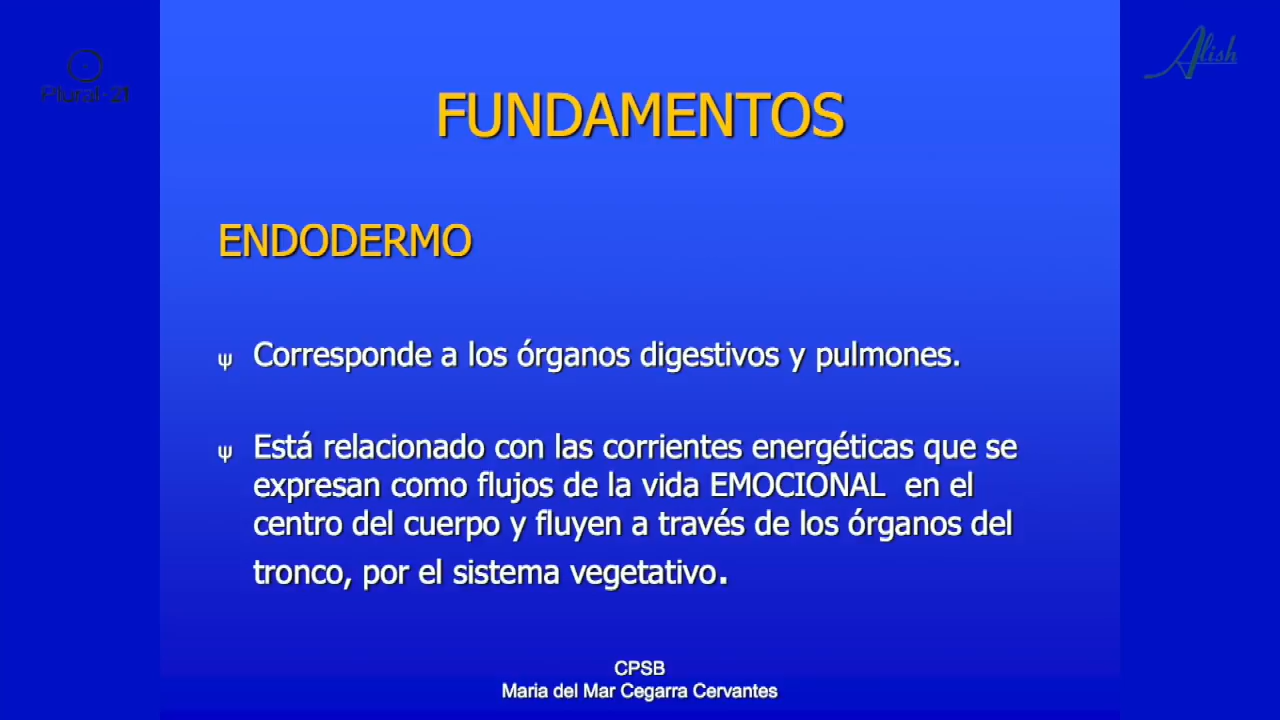 Plural-21
Alish
FUNDAMENTOS
ENDODERMO
ψ Corresponde a los órganos digestivos y pulmones.
ψ Está relacionado con las corrientes energéticas que se
expresan como flujos de la vida EMOCIONAL en el
centro del cuerpo y fluyen a través de los órganos del
tronco, por el sistema vegetativo.
CPSB
Maria del Mar Cegarra Cervantes